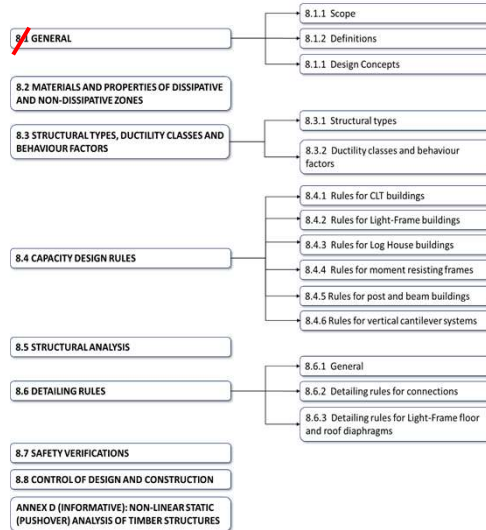 8.1 GENERAL
8.1.1 Scope
8.1.2 Definitions
8.1.1 Design Concepts
8.2 MATERIALS AND PROPERTIES OF DISSIPATIVE
AND NON-DISSIPATIVE ZONES
8.3 STRUCTURAL TYPES, DUCTILITY CLASSES AND
BEHAVIOUR FACTORS
8.3.1 Structural types
8.3.2 Ductility classes and behaviour
factors
8.4 CAPACITY DESIGN RULES
8.4.1 Rules for CLT buildings
8.4.2 Rules for Light-Frame buildings
8.4.3 Rules for Log House buildings
8.4.4 Rules for moment resisting frames
8.4.5 Rules for post and beam buildings
8.4.6 Rules for vertical cantilever systems
8.5 STRUCTURAL ANALYSIS
8.6 DETAILING RULES
8.6.1 General
8.6.2 Detailing rules for connections
8.6.3 Detailing rules for Light-Frame floor
and roof diaphragms
8.7 SAFETY VERIFICATIONS
8.8 CONTROL OF DESIGN AND CONSTRUCTION
ANNEX D (INFORMATIVE): NON-LINEAR STATIC
(PUSHOVER) ANALYSIS OF TIMBER STRUCTURES